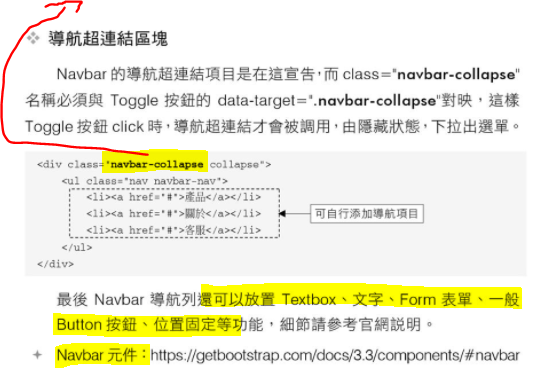 ❖ 導航超連結區塊
Navbar 的導航超連結項目是在這宣告，而 class="navbar-collapse"
名稱必須與 Toggle 按鈕的 data-target=".navbar-collapse"對映，這樣
Toggle 按鈕 click 時，導航超連結才會被調用，由隱藏狀態，下拉出選單。
<div class="navbar-collapse collapse">
<ul class="nav navbar-nav">
<li><a href="#">產品</a></li>
<li><a href="#">關於</a></li>
<li><a href="#">客服</a></li>
可自行添加導航項目
</ul>
</div>
最後 Navbar 導航列還可以放置 Textbox、文字、Form 表單、一般
Button 按鈕、位置固定等功能，細節請參考官網說明。
+ Navbar 元件：https://getbootstrap.com/docs/3.3/components/#navbar